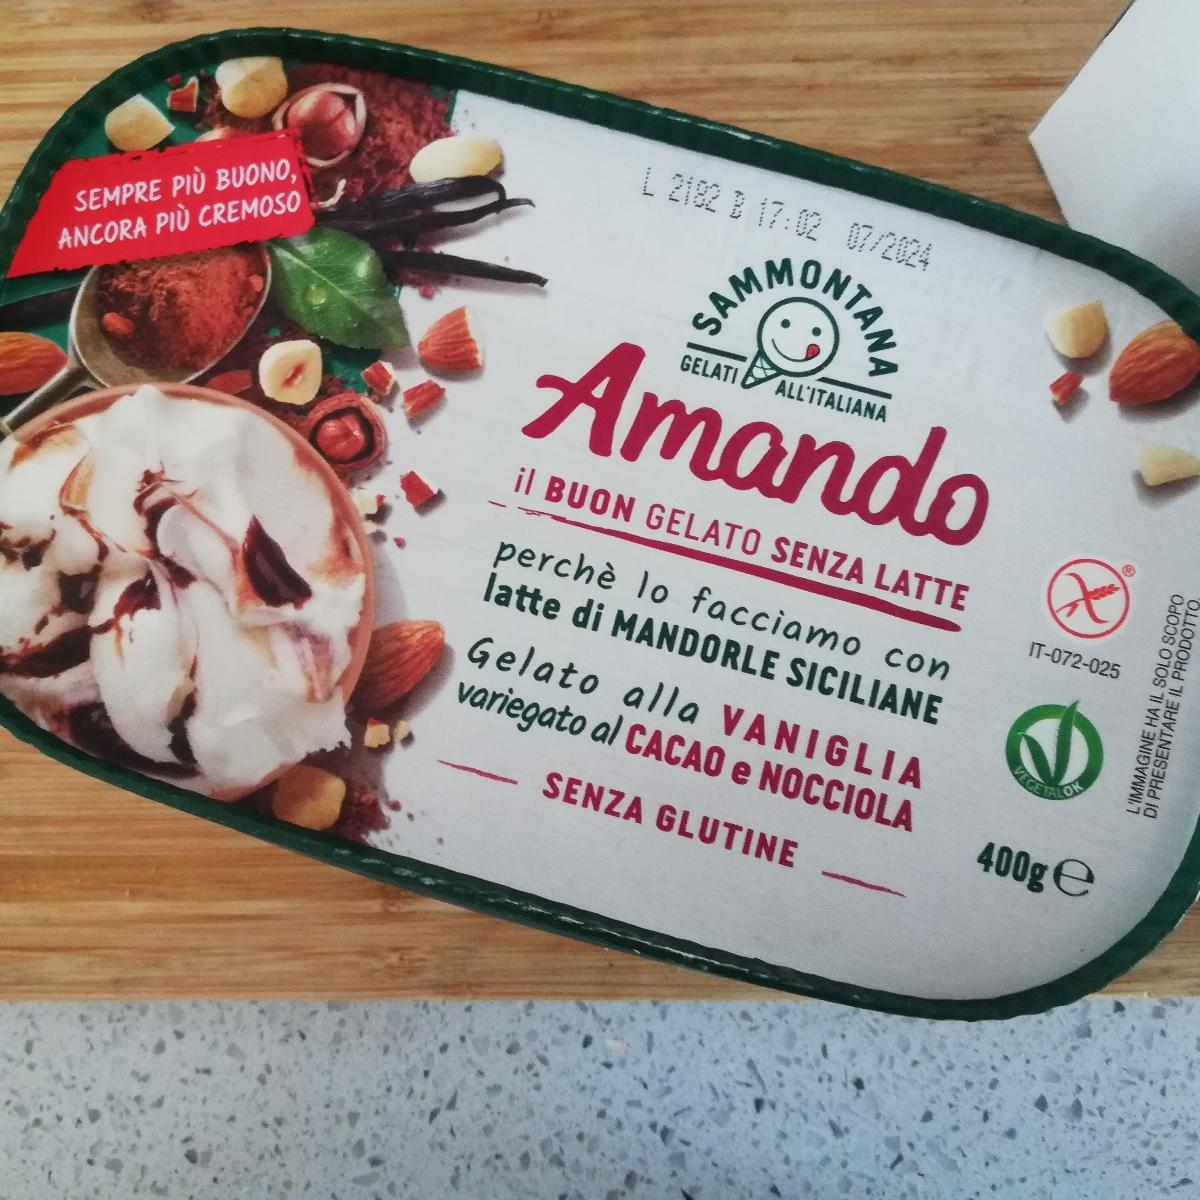 SEMPRE PIÙ BUONO,
ANCORA PIÙ CREMOSO
L 2182 B 17:02 07/2024
SAMMONTANA
GELATI ALL'ITALIANA
Amando
il BUON GELATO SENZA LATTE
perchè lo facciamo con
latte di MANDORLE SICILIANE
Gelato alla VANIGLIA
variegato al CACAO e NOCCIOLA
SENZA GLUTINE
®
IT-072-025
VEGETALOK
400g e
L'IMMAGINE HA IL SOLO SCOPO
DI PRESENTARE IL PRODOTTO.